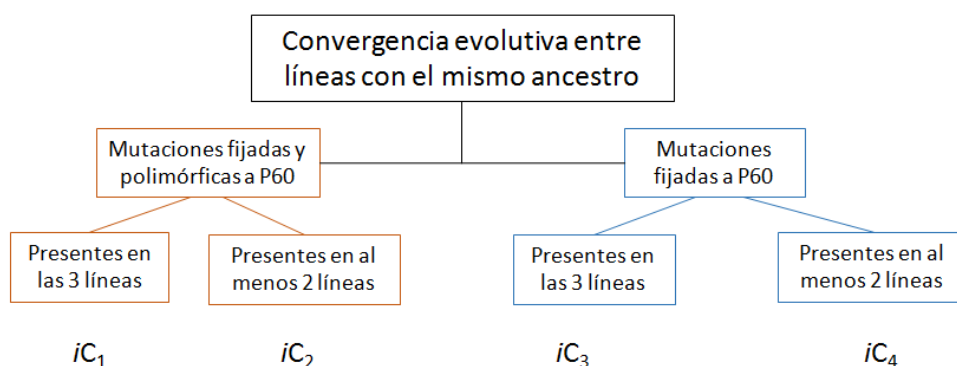 Convergencia evolutiva entre
líneas con el mismo ancestro
Mutaciones fijadas y
polimórficas a P60
Mutaciones
fijadas a P60
Presentes en
las 3 líneas
Presentes en al
menos 2 líneas
Presentes en
las 3 líneas
Presentes en al
menos 2 líneas
iC₁
iC₂
iC₃
iC₄